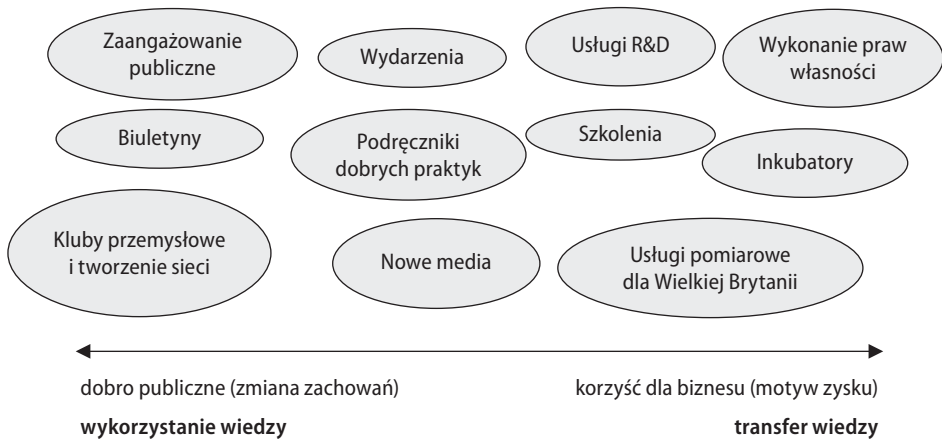 Zaangażowanie
publiczne
Wydarzenia
Usługi R&D
Wykonanie praw
własności
Biuletyny
Podręczniki
dobrych praktyk
Szkolenia
Inkubatory
Kluby przemysłowe
i tworzenie sieci
Nowe media
Usługi pomiarowe
dla Wielkiej Brytanii
dobro publiczne (zmiana zachowań)
korzyść dla biznesu (motyw zysku)
wykorzystanie wiedzy
transfer wiedzy